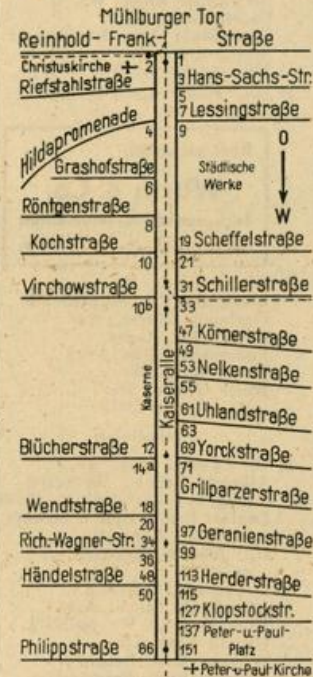 Mühlburger Tor
Reinhold-Frank- Straße
Christuskirche 2 1
Riefstahlstraße 3 Hans-Sachs-Str.
5
7 Lessingstraße
Hildapromenade 4 9
O
Grashofstraße Städtische
6 Werke
Röntgenstraße W
8
Kochstraße 19 Scheffelstraße
10 21
Virchowstraße 31 Schillerstraße
10b 33
47 Körnerstraße
49
53 Nelkenstraße
55
Kaserne
Kaiseralle
61 Uhlandstraße
63
Blücherstraße 12 69 Yorckstraße
14a 71
Grillparzerstraße
Wendtstraße 18
20
Rich.-Wagner-Str. 34 97 Geranienstraße
36 99
Händelstraße 48 113 Herderstraße
50 115
127 Klopstockstr.
137 Peter-u.-Paul-
Philippstraße 86 151 Platz
Peter-u-Paul-Kirche